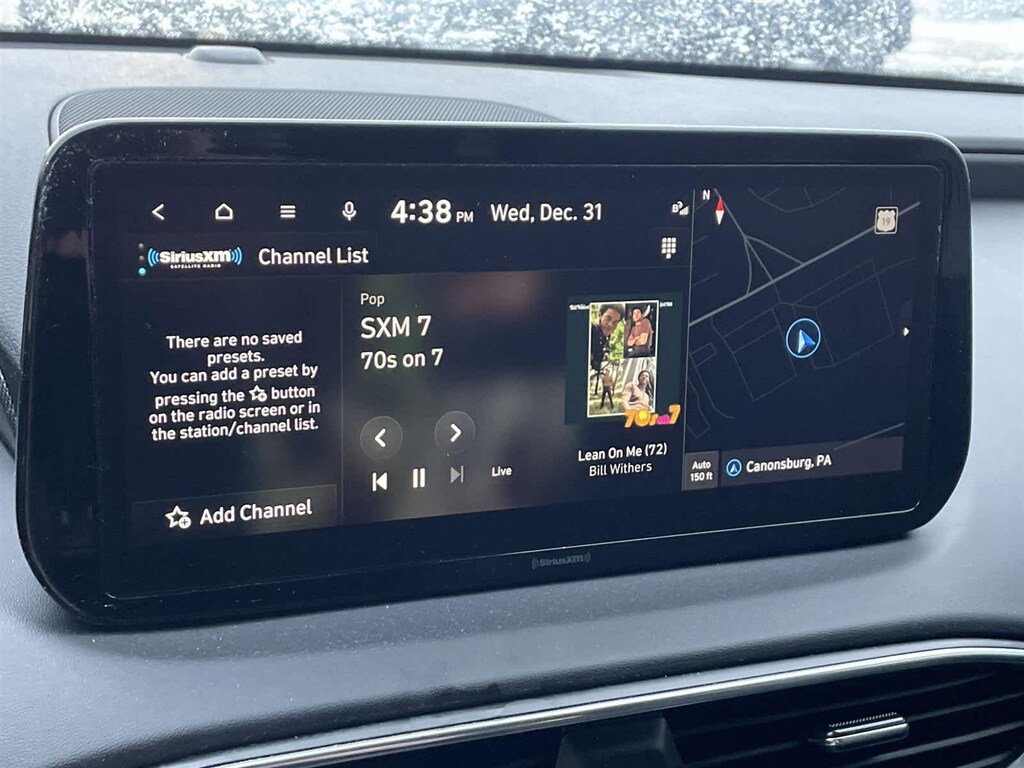 4:38 PM Wed, Dec. 31
N
19
SiriusXM
SATELLITE RADIO
Channel List
There are no saved
presets.
You can add a preset by
pressing the button
on the radio screen or in
the station/channel list.
Add Channel
Pop
SXM 7
70s on 7
Live
70s on 7
Lean On Me (72)
Bill Withers
Auto
150 ft
Canonsburg, PA
SiriusXM